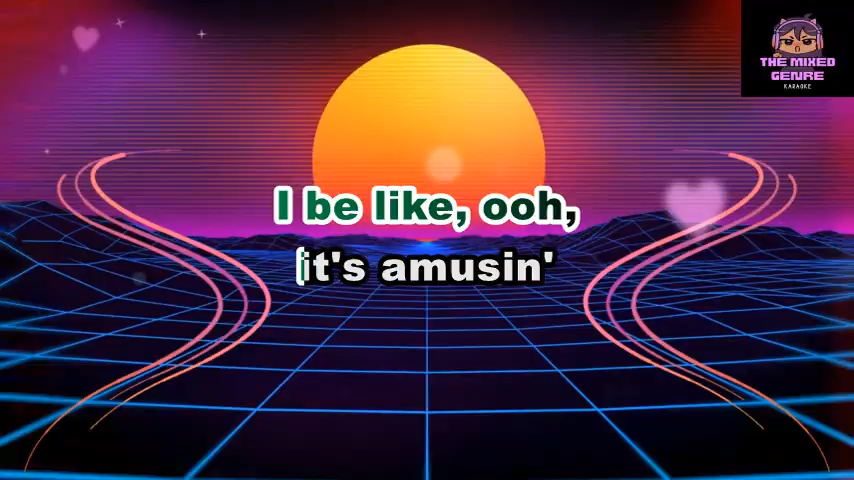 THE MIXED
GENRE
KARAOKE
I be like, ooh,
it's amusin'